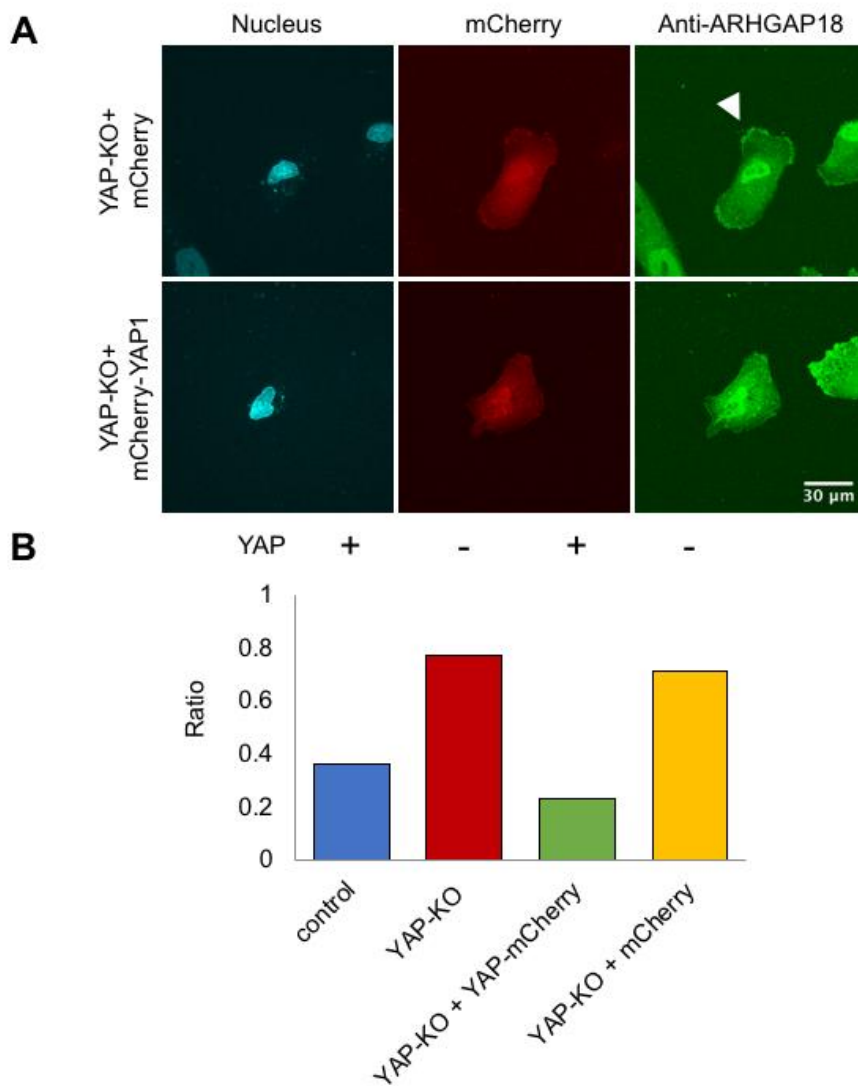 A
Nucleus mCherry Anti-ARHGAP18
YAP-KO+
mCherry
YAP-KO+
mCherry-YAP1
30 µm
B
YAP + - + -
Ratio
1
0.8
0.6
0.4
0.2
0
control
YAP-KO
YAP-KO + YAP-mCherry
YAP-KO + mCherry